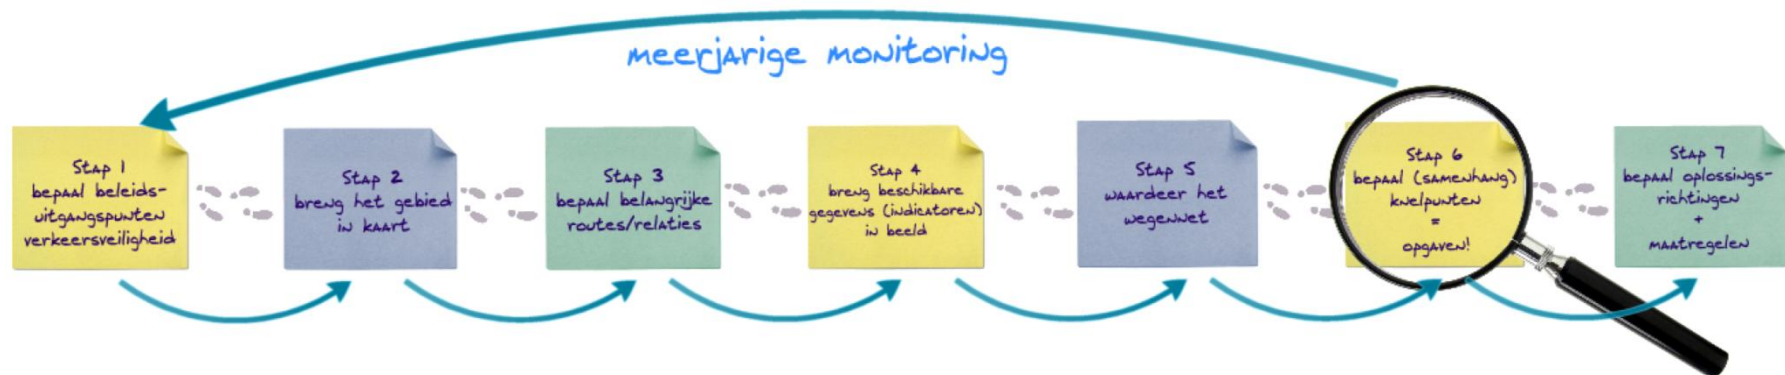 meerjarige monitoring
Stap 1
bepaal beleids-
uitgangspunten
verkeersveiligheid
Stap 2
breng het gebied
in kaart
Stap 3
bepaal belangrijke
routes/relaties
Stap 4
breng beschikbare
gegevens (indicatoren)
in beeld
Stap 5
waardeer het
wegennet
Stap 6
bepaal (samenhang)
knelpunten
=
opgaven!
Stap 7
bepaal oplossings-
richtingen
+
maatregelen